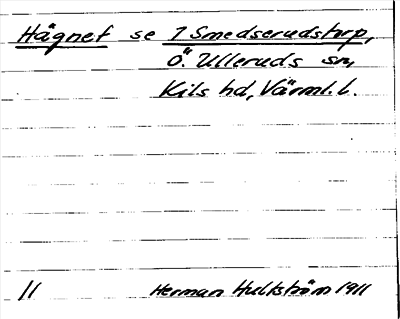 Hägnet se 1 Smedserudstorp,
Ö. Ulleruds sn,
Kils hd, Värml. l.
11 Herman Hultström 1911